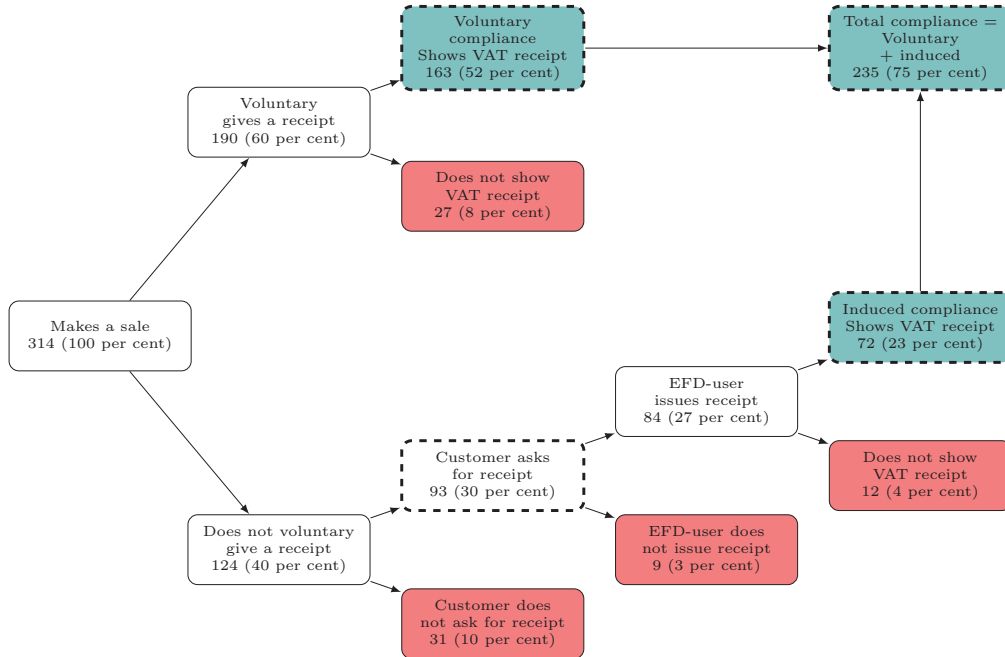 Voluntary
compliance
Shows VAT receipt
163 (52 per cent)
Total compliance =
Voluntary
+ induced
235 (75 per cent)
Voluntary
gives a receipt
190 (60 per cent)
Does not show
VAT receipt
27 (8 per cent)
Makes a sale
314 (100 per cent)
Induced compliance
Shows VAT receipt
72 (23 per cent)
EFD-user
issues receipt
84 (27 per cent)
Customer asks
for receipt
93 (30 per cent)
Does not show
VAT receipt
12 (4 per cent)
Does not voluntary
give a receipt
124 (40 per cent)
EFD-user does
not issue receipt
9 (3 per cent)
Customer does
not ask for receipt
31 (10 per cent)